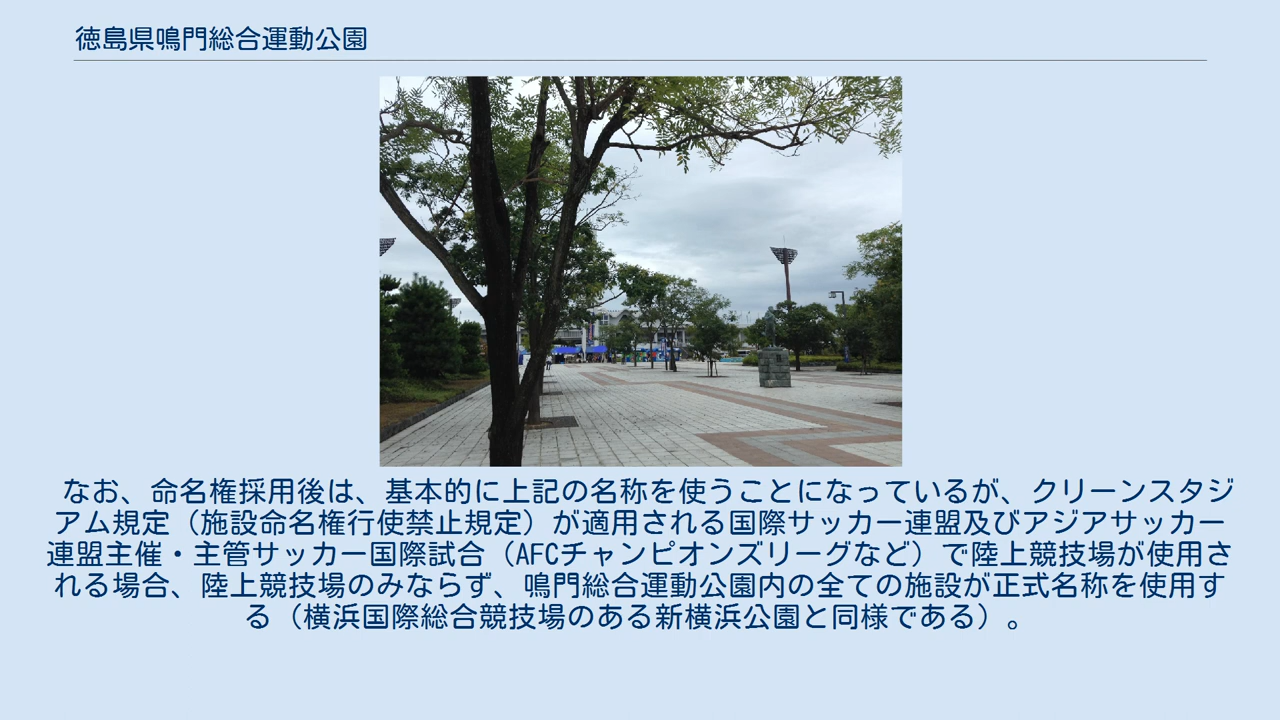 徳島県鳴門総合運動公園
なお、命名権採用後は、基本的に上記の名称を使うことになっているが、クリーンスタジ
アム規定（施設命名権行使禁止規定）が適用される国際サッカー連盟及びアジアサッカー
連盟主催・主管サッカー国際試合（AFCチャンピオンズリーグなど）で陸上競技場が使用さ
れる場合、陸上競技場のみならず、鳴門総合運動公園内の全ての施設が正式名称を使用す
る（横浜国際総合競技場のある新横浜公園と同様である）。